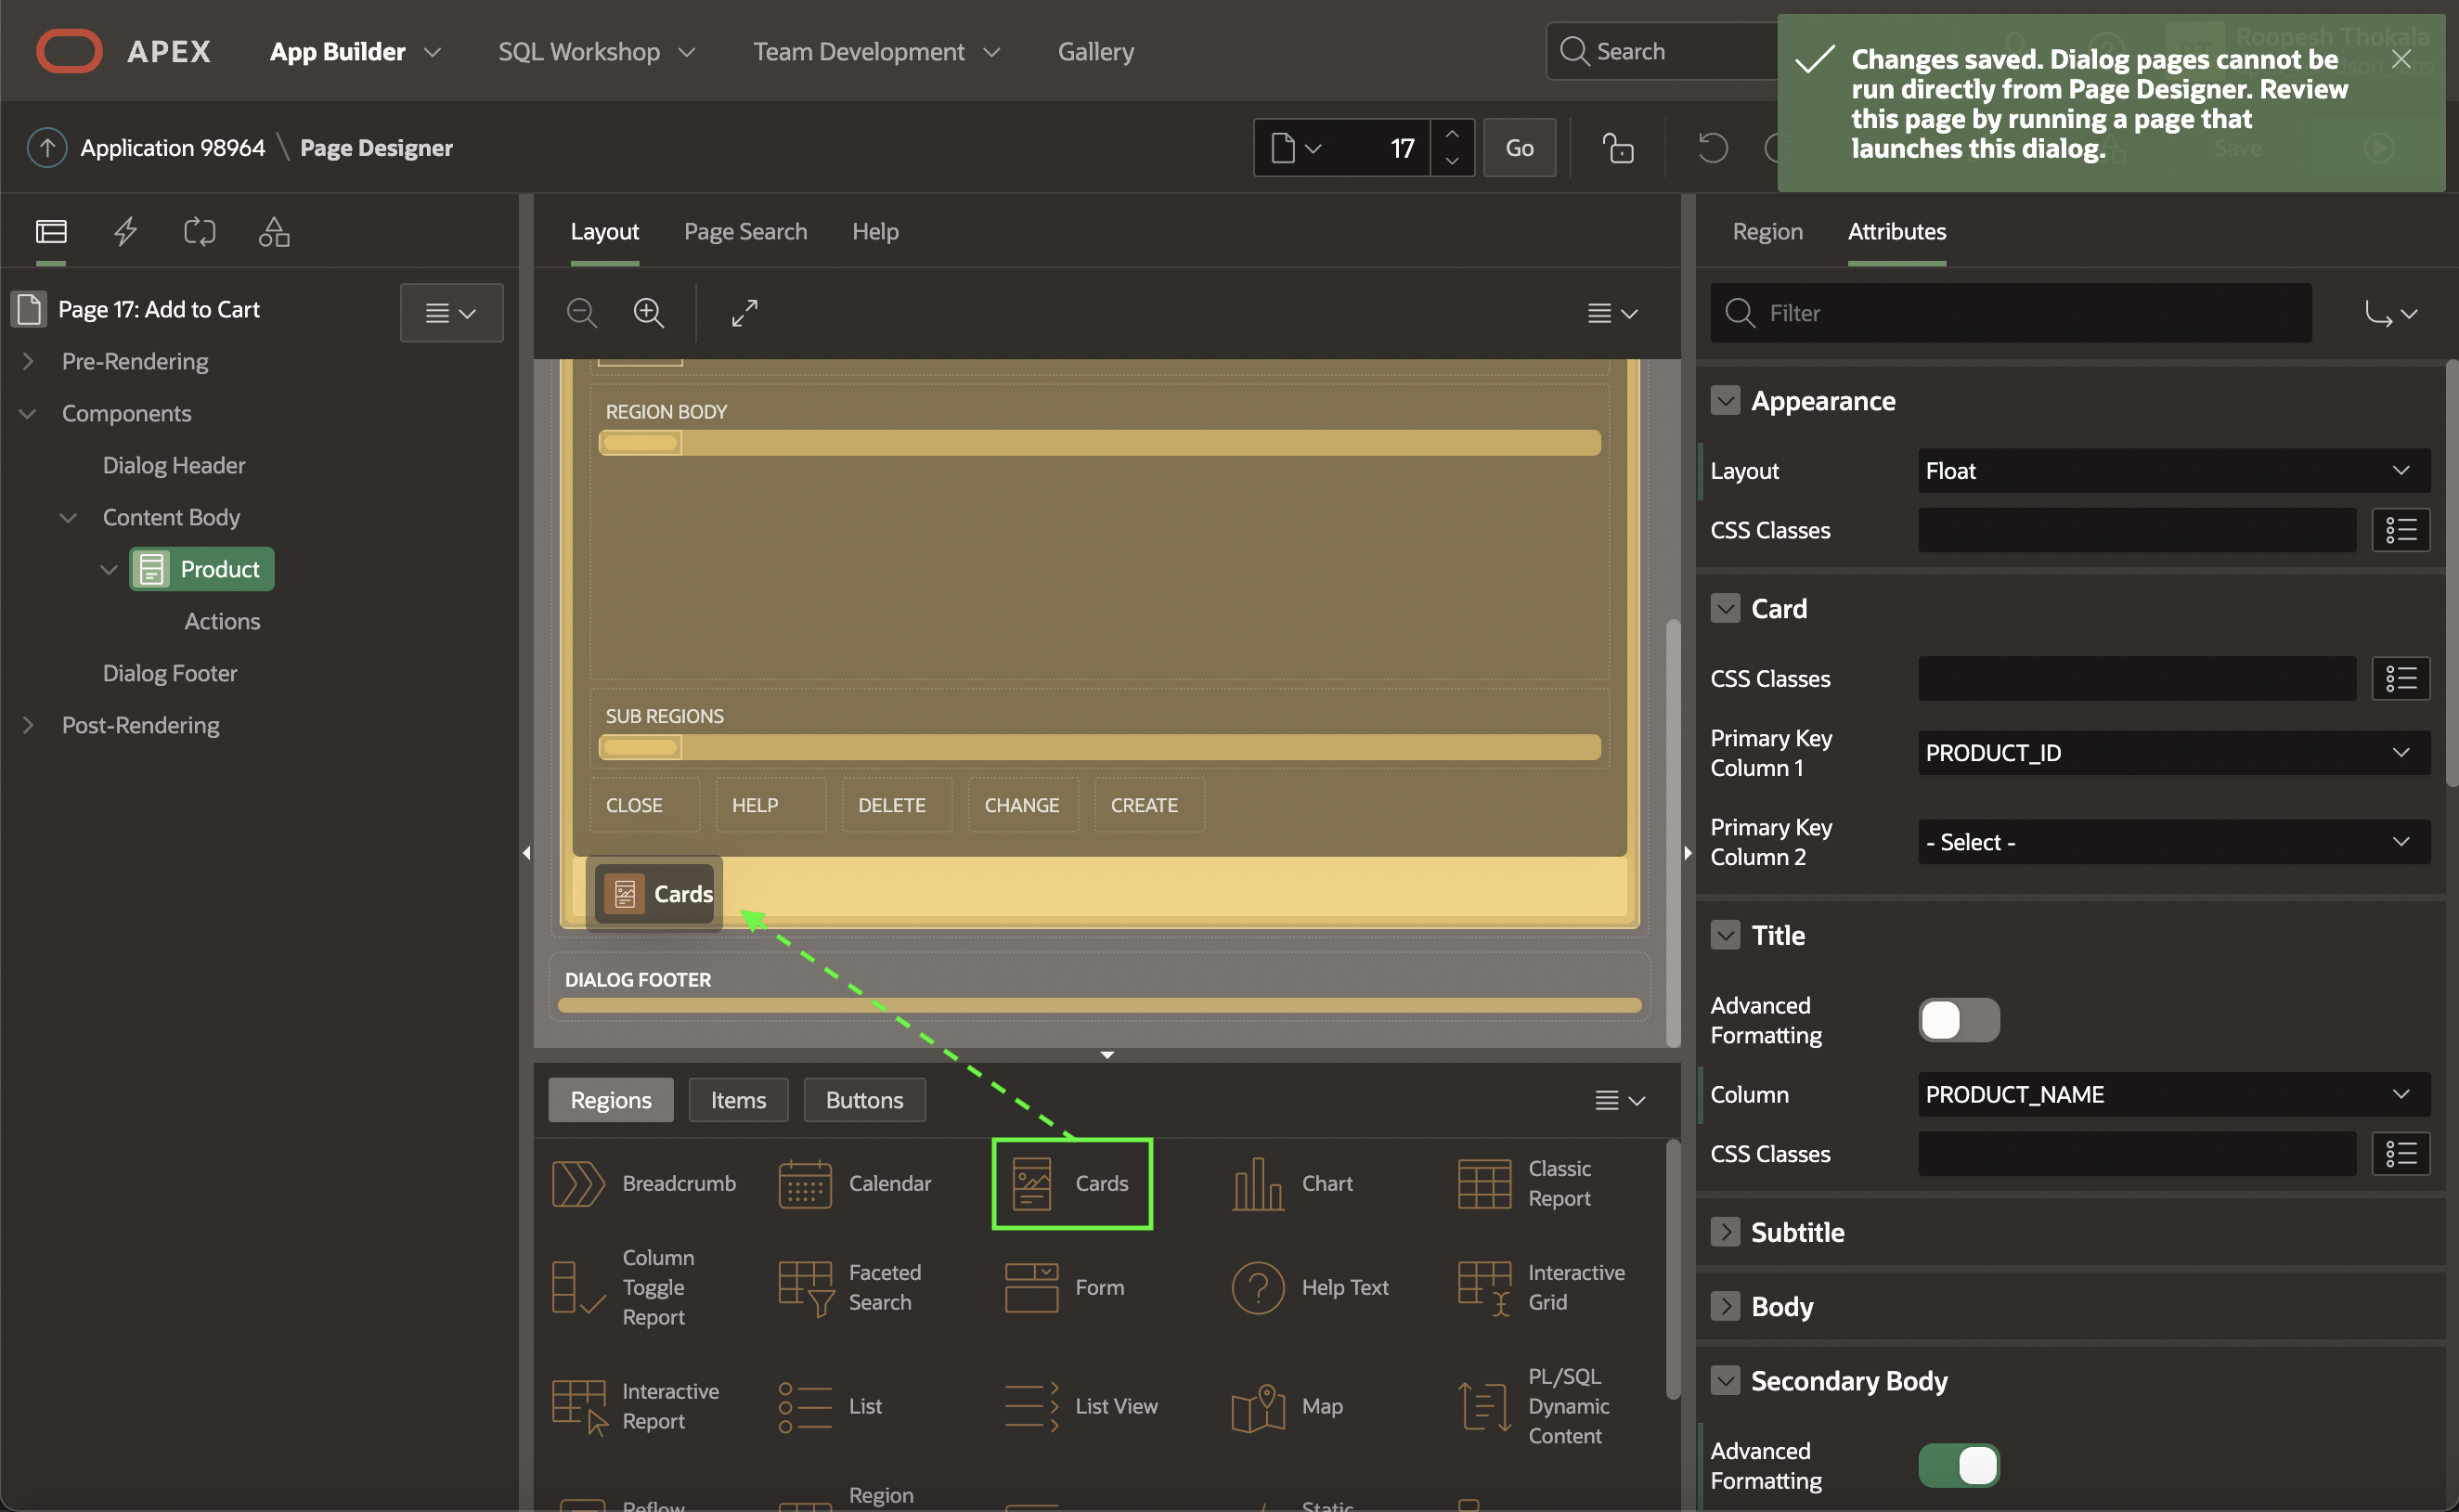 APEX
App Builder
SQL Workshop
Team Development
Gallery
Search
Roopesh Thokala
Changes saved. Dialog pages cannot be
run directly from Page Designer. Review
this page by running a page that
launches this dialog.
Application 98964 \ Page Designer
17
Go
Save
Page 17: Add to Cart
Pre-Rendering
Components
Dialog Header
Content Body
Product
Actions
Dialog Footer
Post-Rendering
Layout
Page Search
Help
REGION BODY
SUB REGIONS
CLOSE
HELP
DELETE
CHANGE
CREATE
Cards
DIALOG FOOTER
Regions
Items
Buttons
Breadcrumb
Calendar
Cards
Chart
Classic
Report
Column
Toggle
Report
Faceted
Search
Form
Help Text
Interactive
Grid
Interactive
Report
List
List View
Map
PL/SQL
Dynamic
Content
Reflow
Region
Static
Region
Attributes
Filter
Appearance
Layout
Float
CSS Classes
Card
CSS Classes
Primary Key
Column 1
PRODUCT_ID
Primary Key
Column 2
- Select -
Title
Advanced
Formatting
Column
PRODUCT_NAME
CSS Classes
Subtitle
Body
Secondary Body
Advanced
Formatting